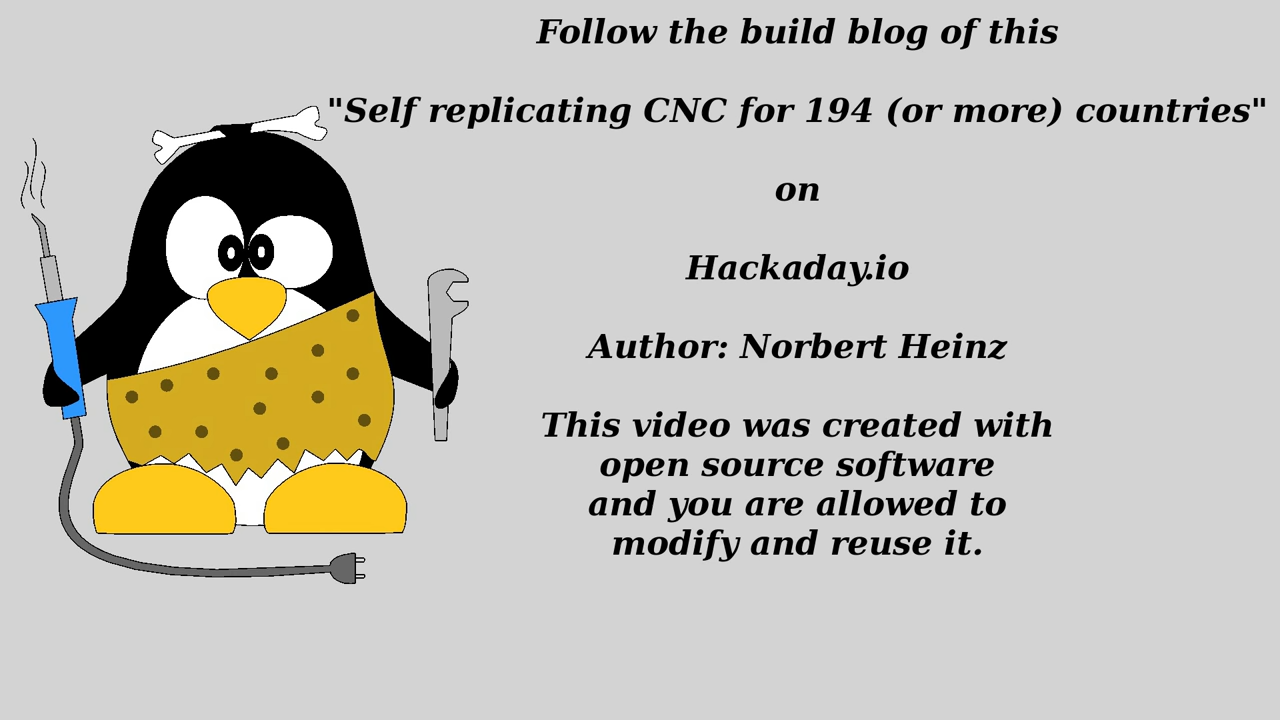 Follow the build blog of this
"Self replicating CNC for 194 (or more) countries"
on
Hackaday.io
Author: Norbert Heinz
This video was created with
open source software
and you are allowed to
modify and reuse it.